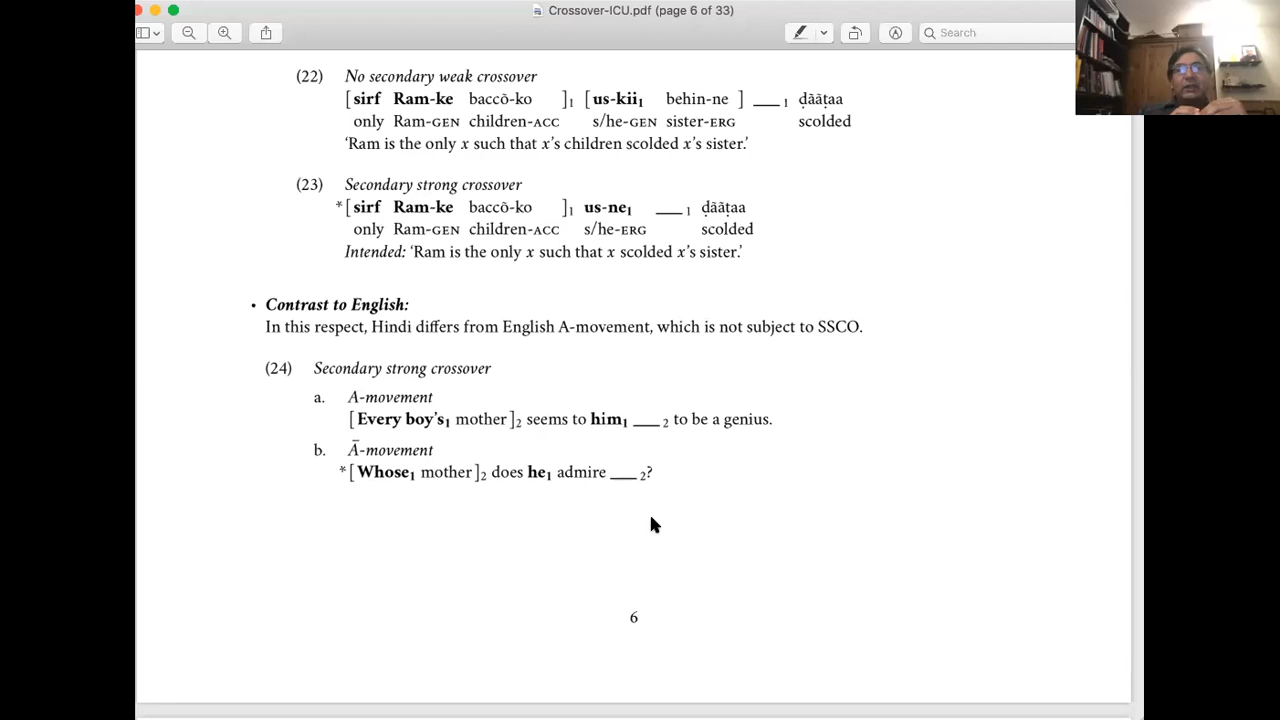 Crossover-ICU.pdf (page 6 of 33)
Search
(22) No secondary weak crossover
[ sirf Ram-ke baccõ-ko ]1 [ us-kii1 behin-ne ] ___1 ḍããṭaa
only Ram-GEN children-ACC s/he-GEN sister-ERG scolded
‘Ram is the only x such that x’s children scolded x’s sister.’
(23) Secondary strong crossover
*[ sirf Ram-ke baccõ-ko ]1 us-ne1 ___1 ḍããṭaa
only Ram-GEN children-ACC s/he-ERG scolded
Intended: ‘Ram is the only x such that x scolded x’s sister.’
• Contrast to English:
In this respect, Hindi differs from English A-movement, which is not subject to SSCO.
(24) Secondary strong crossover
a. A-movement
[ Every boy’s1 mother ]2 seems to him1 ___2 to be a genius.
b. Ā-movement
*[ Whose1 mother ]2 does he1 admire ___2?
6